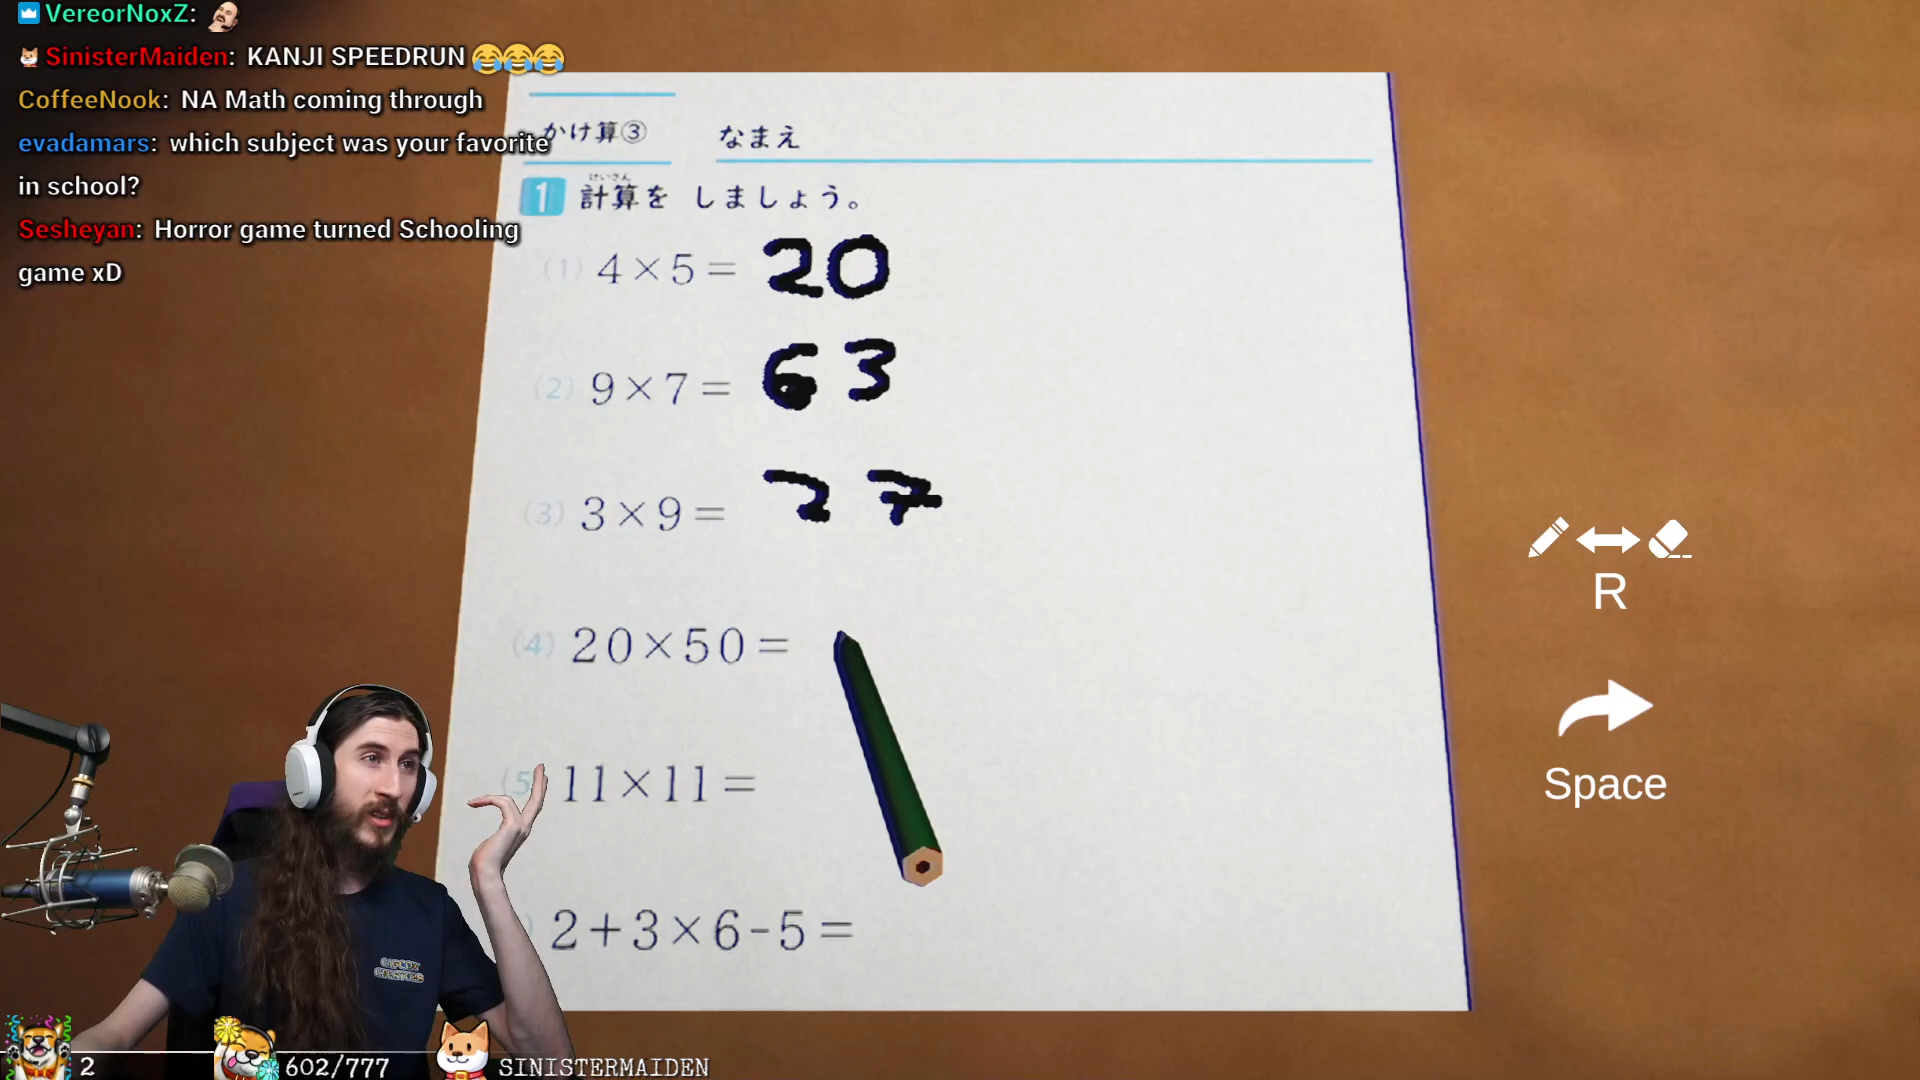 VereorNoxZ:
SinisterMaiden: KANJI SPEEDRUN 😂😂😂
CoffeeNook: NA Math coming through
evadamars: which subject was your favorite
in school?
Sesheyan: Horror game turned Schooling
game xD
かけ算③ なまえ
けいさん
1 計算を しましょう。
(1) 4×5= 20
(2) 9×7= 63
(3) 3×9= 27
(4) 20×50=
(5 11×11=
) 2+3×6-5=
R
Space
2
602/777
SINISTERMAIDEN